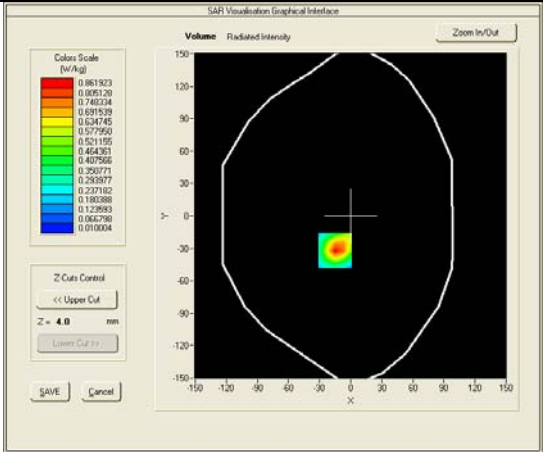 SAR Visualisation Graphical Interface
Volume Radiated Intensity
Zoom In/Out
Colors Scale
(W/kg)
0.861923
0.805128
0.748334
0.691539
0.634745
0.577950
0.521155
0.464361
0.407566
0.350771
0.293977
0.237182
0.180388
0.123593
0.066798
0.010004
Z-Cuts Control
<< Upper Cut
Z = 4.0 mm
Lower Cut >>
SAVE Cancel
150-
120-
90-
60-
30-
0-
-30-
-60-
-90-
-120-
-150-
Y
-150 -120 -90 -60 -30 0 30 60 90 120 150
X